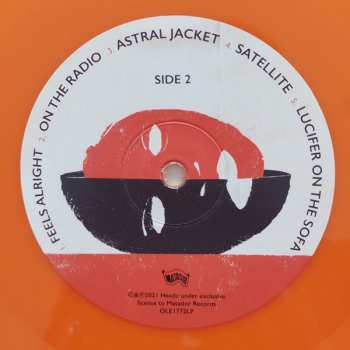 1. FEELS ALRIGHT 2. ON THE RADIO 3. ASTRAL JACKET 4. SATELLITE 5. LUCIFER ON THE SOFA
SIDE 2
MATADOR
©&℗2021 Headz under exclusive
license to Matador Records
OLE1772LP